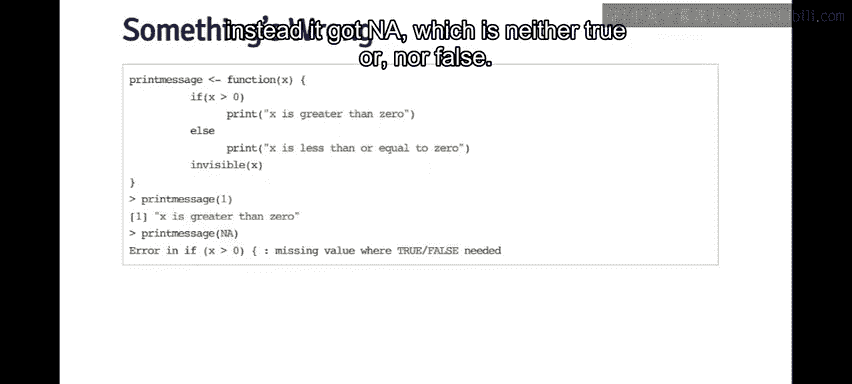 Something's Wrong
instead it got NA, which is neither true
or, nor false.
printmessage <- function(x) {
if(x > 0)
print("x is greater than zero")
else
print("x is less than or equal to zero")
invisible(x)
}
> printmessage(1)
[1] "x is greater than zero"
> printmessage(NA)
Error in if (x > 0) { : missing value where TRUE/FALSE needed